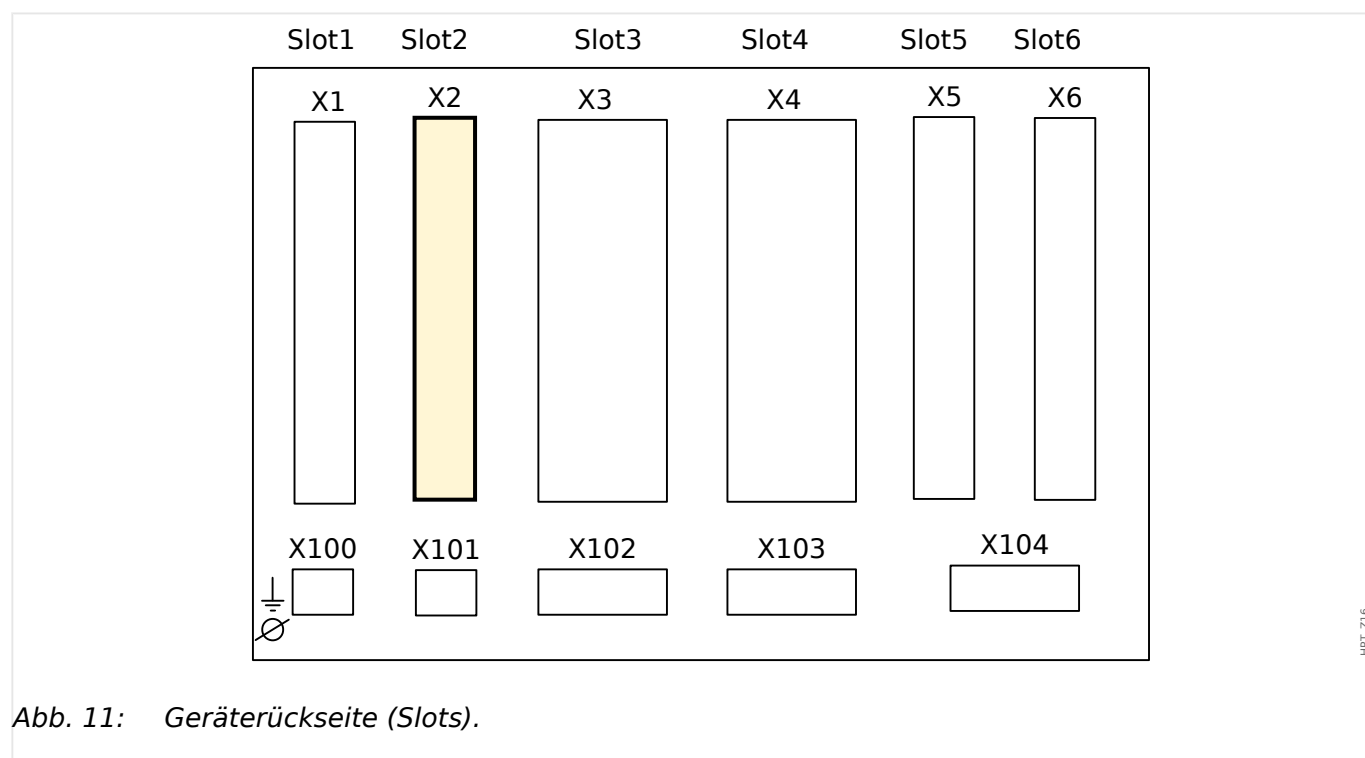 Slot1 Slot2 Slot3 Slot4 Slot5 Slot6
X1 X2 X3 X4 X5 X6
X100 X101 X102 X103 X104
HPT_Z16
Abb. 11: Geräterückseite (Slots).